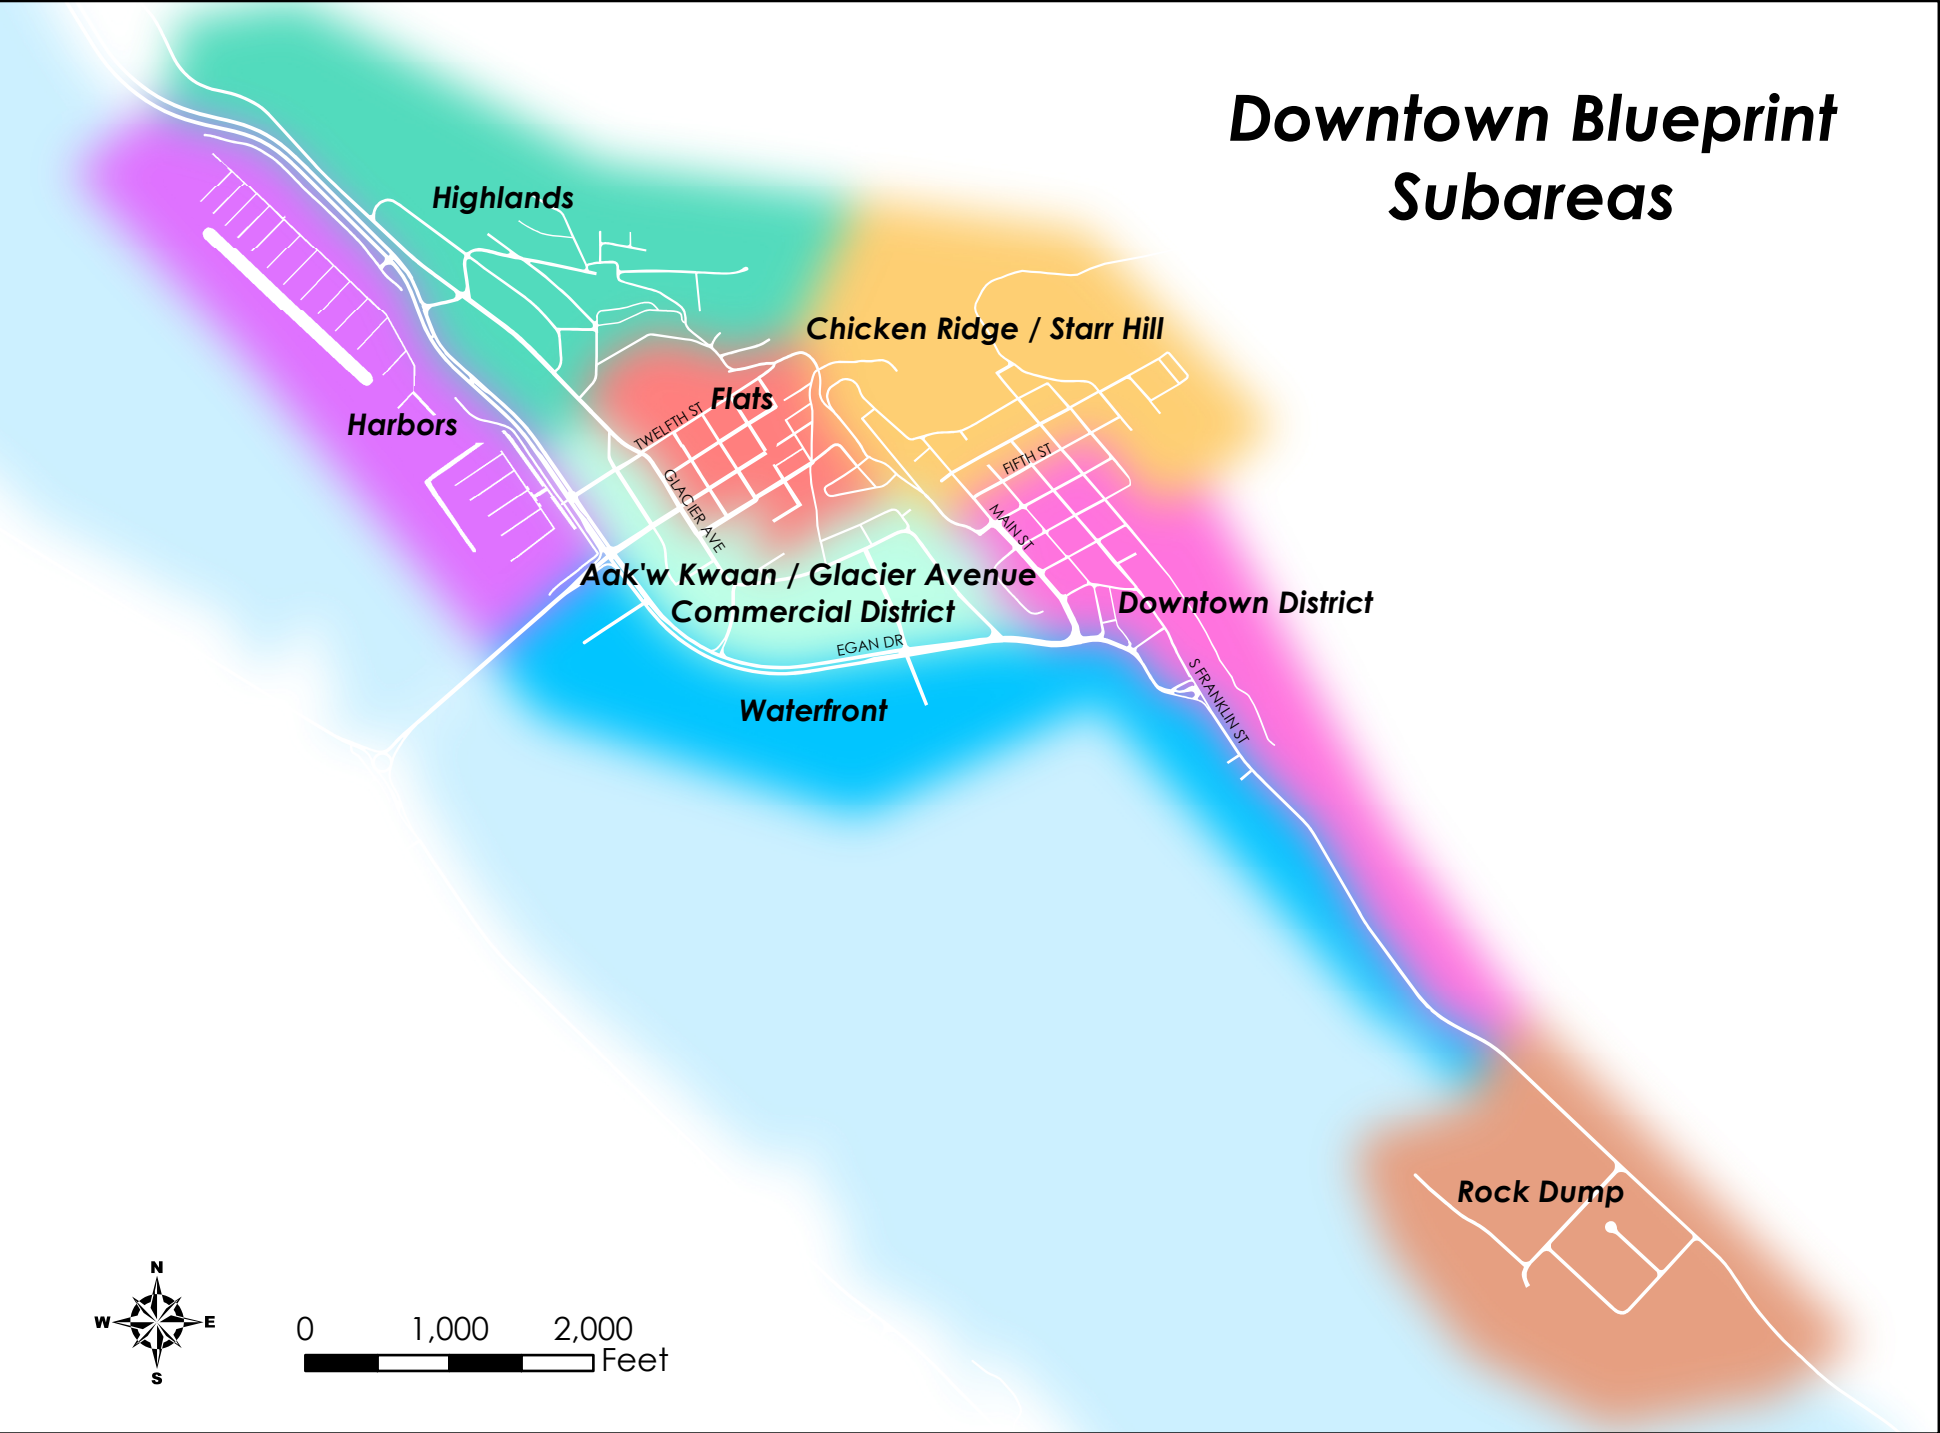 Downtown Blueprint
Subareas
Highlands
Chicken Ridge / Starr Hill
Flats
TWELFTH ST
Harbors
FIFTH ST
GLACIER AVE
MAIN ST
Aak'w Kwaan / Glacier Avenue
Commercial District
Downtown District
EGAN DR
S FRANKLIN ST
Waterfront
Rock Dump
N
W E
S
0 1,000 2,000
Feet